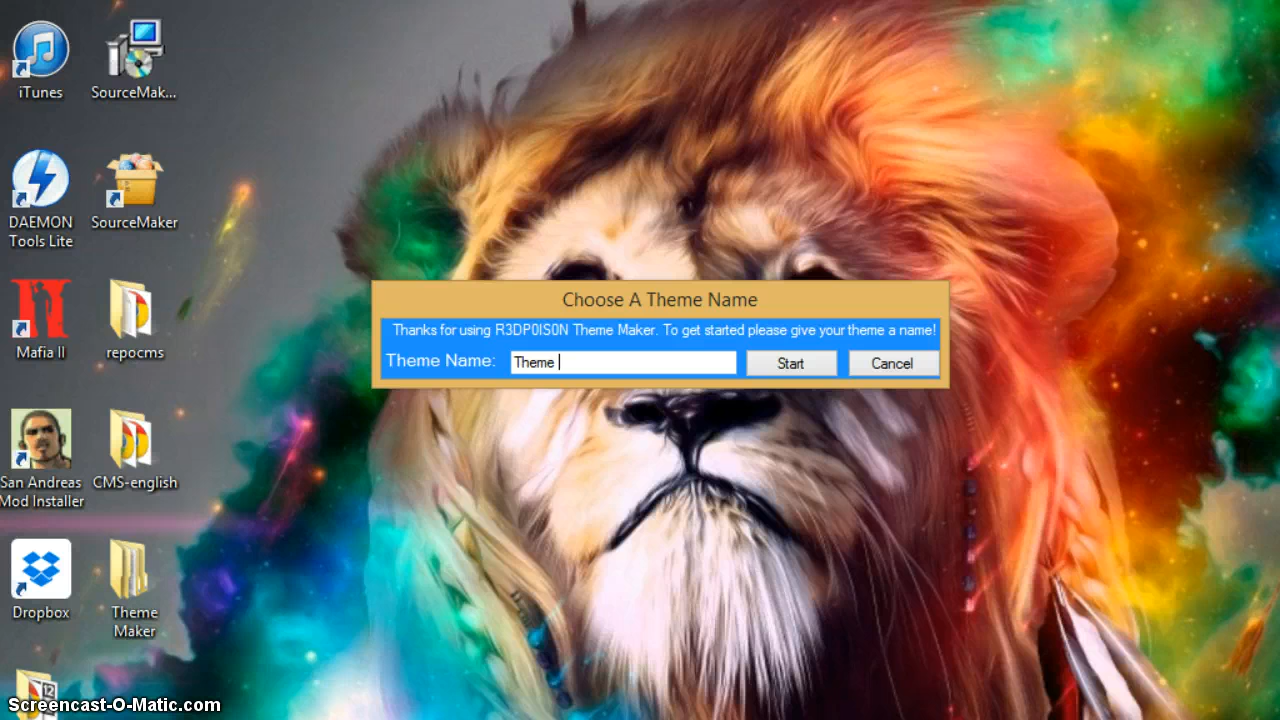 iTunes
SourceMak...
DAEMON
Tools Lite
SourceMaker
Mafia II
repocms
San Andreas
Mod Installer
CMS-english
Dropbox
Theme
Maker
12
Choose A Theme Name
Thanks for using R3DP0IS0N Theme Maker. To get started please give your theme a name!
Theme Name:
Theme
Start
Cancel
Screencast-O-Matic.com